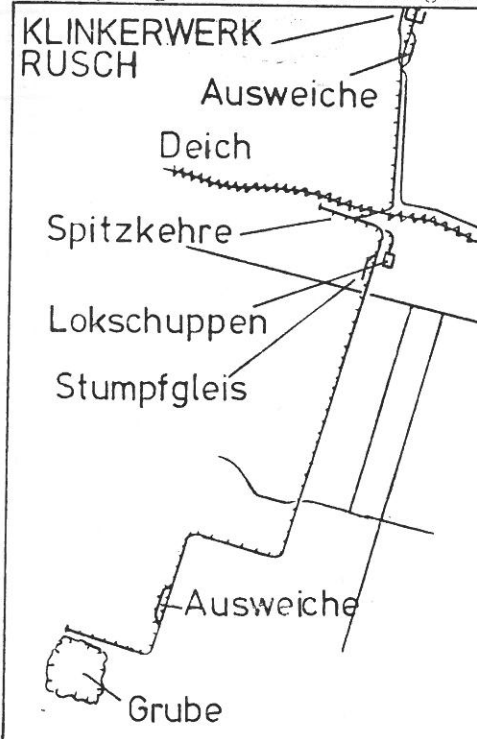 KLINKERWERK
RUSCH
Ausweiche
Deich
Spitzkehre
Lokschuppen
Stumpfgleis
Ausweiche
Grube